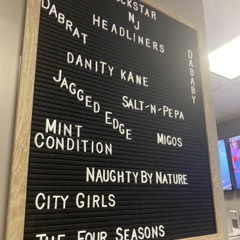 OCKSTAR
NJ
HEADLINERS
DABRAT
DANITY KANE
DABABY
JAGGED EDGE
SALT-N-PEPA
MINT
CONDITION
MIGOS
NAUGHTY BY NATURE
CITY GIRLS
THE FOUR SEASONS